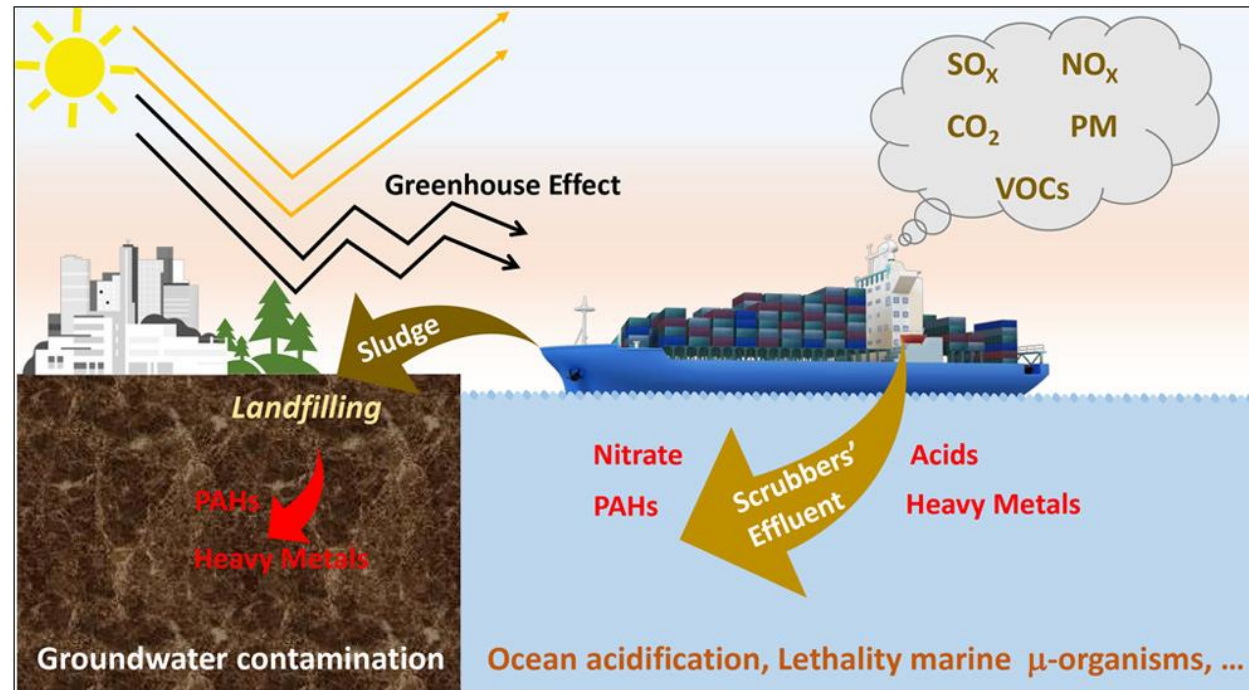 SOX NOX
CO2 PM
VOCs
Greenhouse Effect
Sludge
Landfilling
PAHs
Heavy Metals
Nitrate
PAHs
Scrubbers’
Effluent
Acids
Heavy Metals
Groundwater contamination
Ocean acidification, Lethality marine μ-organisms, ...